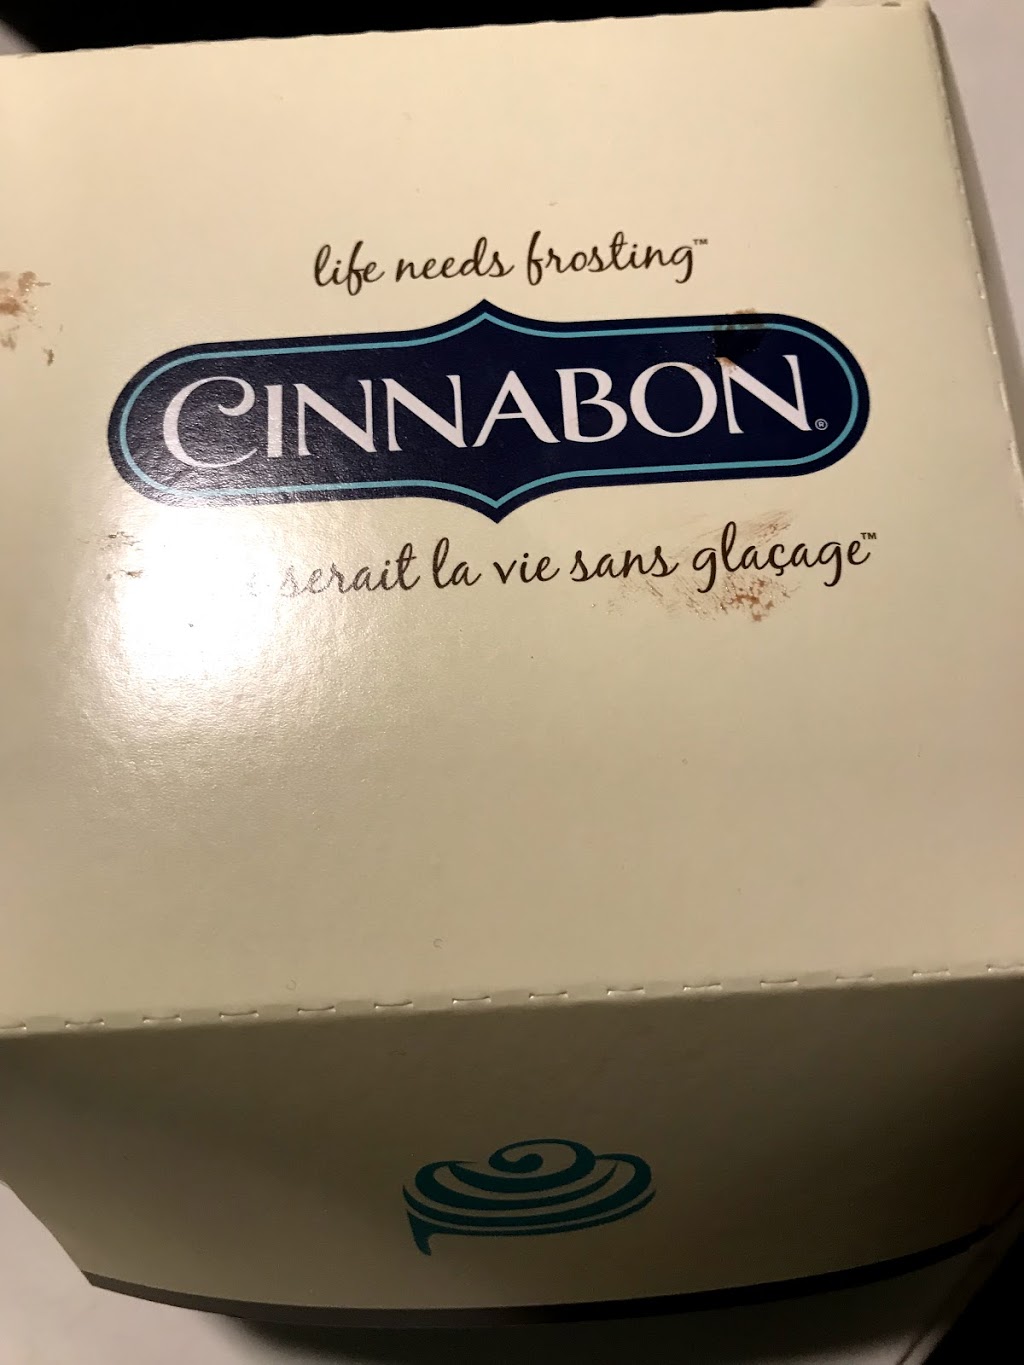 life needs frosting™
CINNABON®
serait la vie sans glaçage™